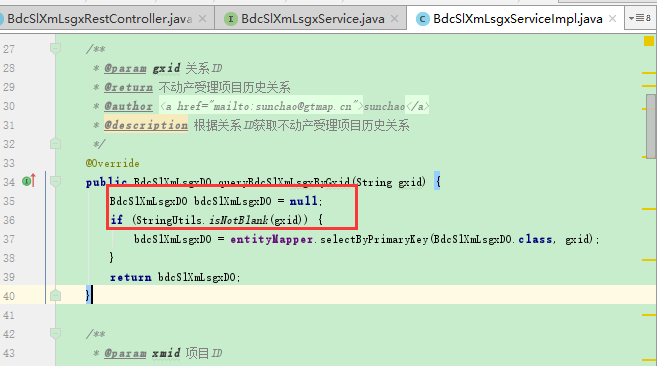 BdcSlXmLsgxRestController.java × BdcSlXmLsgxService.java × BdcSlXmLsgxServiceImpl.java × 8
27 /**
28 * @param gxid 关系ID
29 * @return 不动产受理项目历史关系
30 * @author <a href="mailto:sunchao@gtmap.cn">sunchao</a>
31 * @description 根据关系ID获取不动产受理项目历史关系
32 */
33 @Override
34 public BdcSlXmLsgxDO queryBdcSlXmLsgxByGxid(String gxid) {
35 BdcSlXmLsgxDO bdcSlXmLsgxDO = null;
36 if (StringUtils.isNotBlank(gxid)) {
37 bdcSlXmLsgxDO = entityMapper.selectByPrimaryKey(BdcSlXmLsgxDO.class, gxid);
38 }
39 return bdcSlXmLsgxDO;
40 }
41
42 /**
43 * @param xmid 项目ID